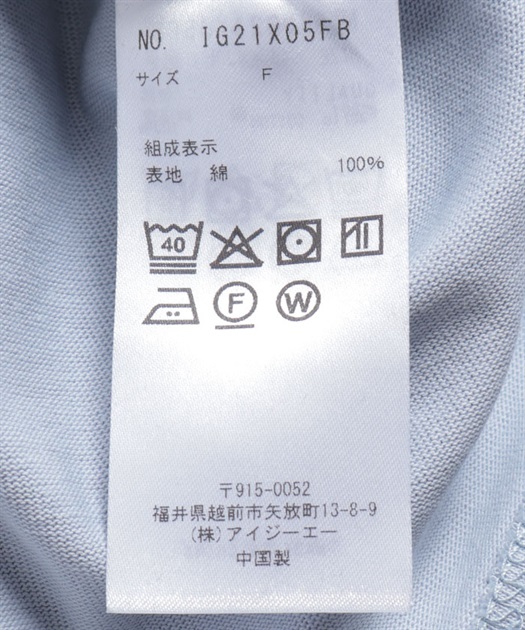 NO. IG21X05FB
サイズ F
組成表示
表地 綿 100%
40
F W
〒915-0052
福井県越前市矢放町13-8-9
(株)アイジーエー
中国製